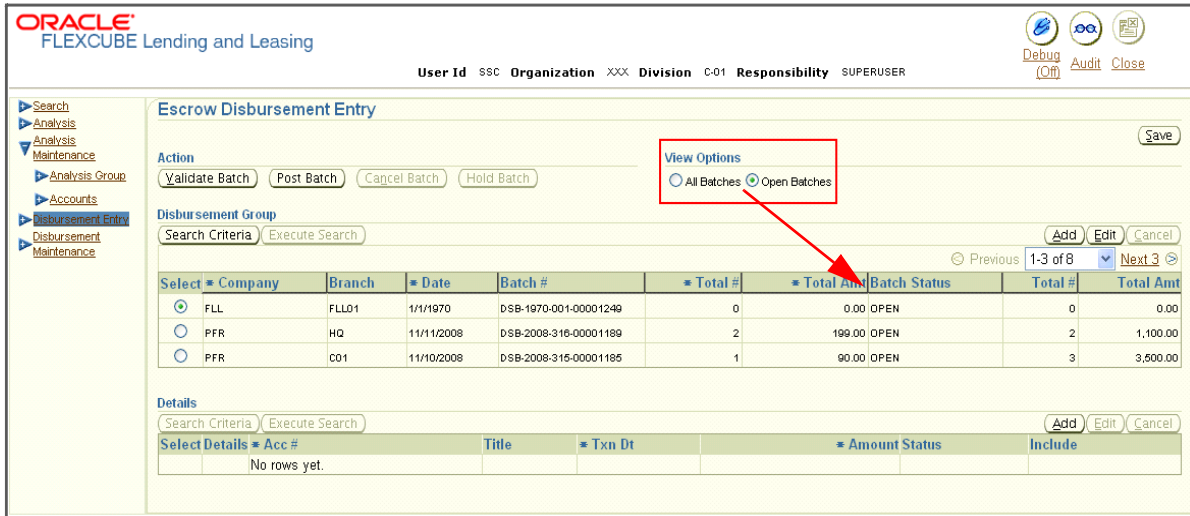 ORACLE®
FLEXCUBE Lending and Leasing
Debug (Off) Audit Close
User Id SSC Organization XXX Division C-01 Responsibility SUPERUSER
Search
Analysis
Analysis
Maintenance
Analysis Group
Accounts
Disbursement Entry
Disbursement
Maintenance
Escrow Disbursement Entry
Save
Action
View Options
Validate Batch Post Batch Cancel Batch Hold Batch
All Batches Open Batches
Disbursement Group
Search Criteria Execute Search Add Edit Cancel
Previous 1-3 of 8 Next 3
Select * Company Branch * Date Batch # * Total # * Total Amt Batch Status Total # Total Amt
FLL FLL01 1/1/1970 DSB-1970-001-00001249 0 0.00 OPEN 0 0.00
PFR HQ 11/11/2008 DSB-2008-316-00001189 2 199.00 OPEN 2 1,100.00
PFR C01 11/10/2008 DSB-2008-315-00001185 1 90.00 OPEN 3 3,500.00
Details
Search Criteria Execute Search Add Edit Cancel
Select Details * Acc # Title * Txn Dt * Amount Status Include
No rows yet.